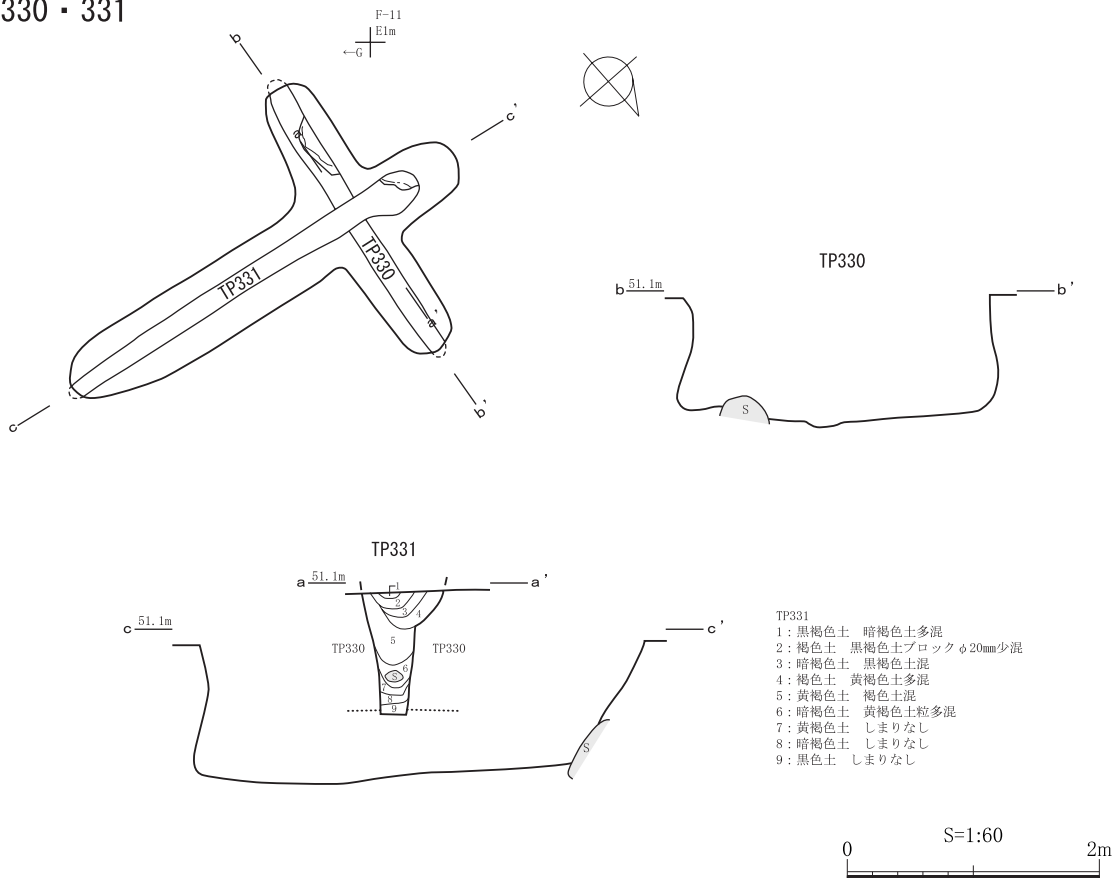 330・331
F-11
E1m
←G
b
c'
a
TP331
TP330
a'
b'
c
TP330
b 51.1m b'
S
TP331
a 51.1m a'
1
2
3 4
5
6
S
7
8
9
TP330 TP330
c 51.1m c'
S
TP331
1：黒褐色土　暗褐色土多混
2：褐色土　黒褐色土ブロックφ20mm少混
3：暗褐色土　黒褐色土混
4：褐色土　黄褐色土多混
5：黄褐色土　褐色土混
6：暗褐色土　黄褐色土粒多混
7：黄褐色土　しまりなし
8：暗褐色土　しまりなし
9：黒色土　しまりなし
S=1:60
0 2m